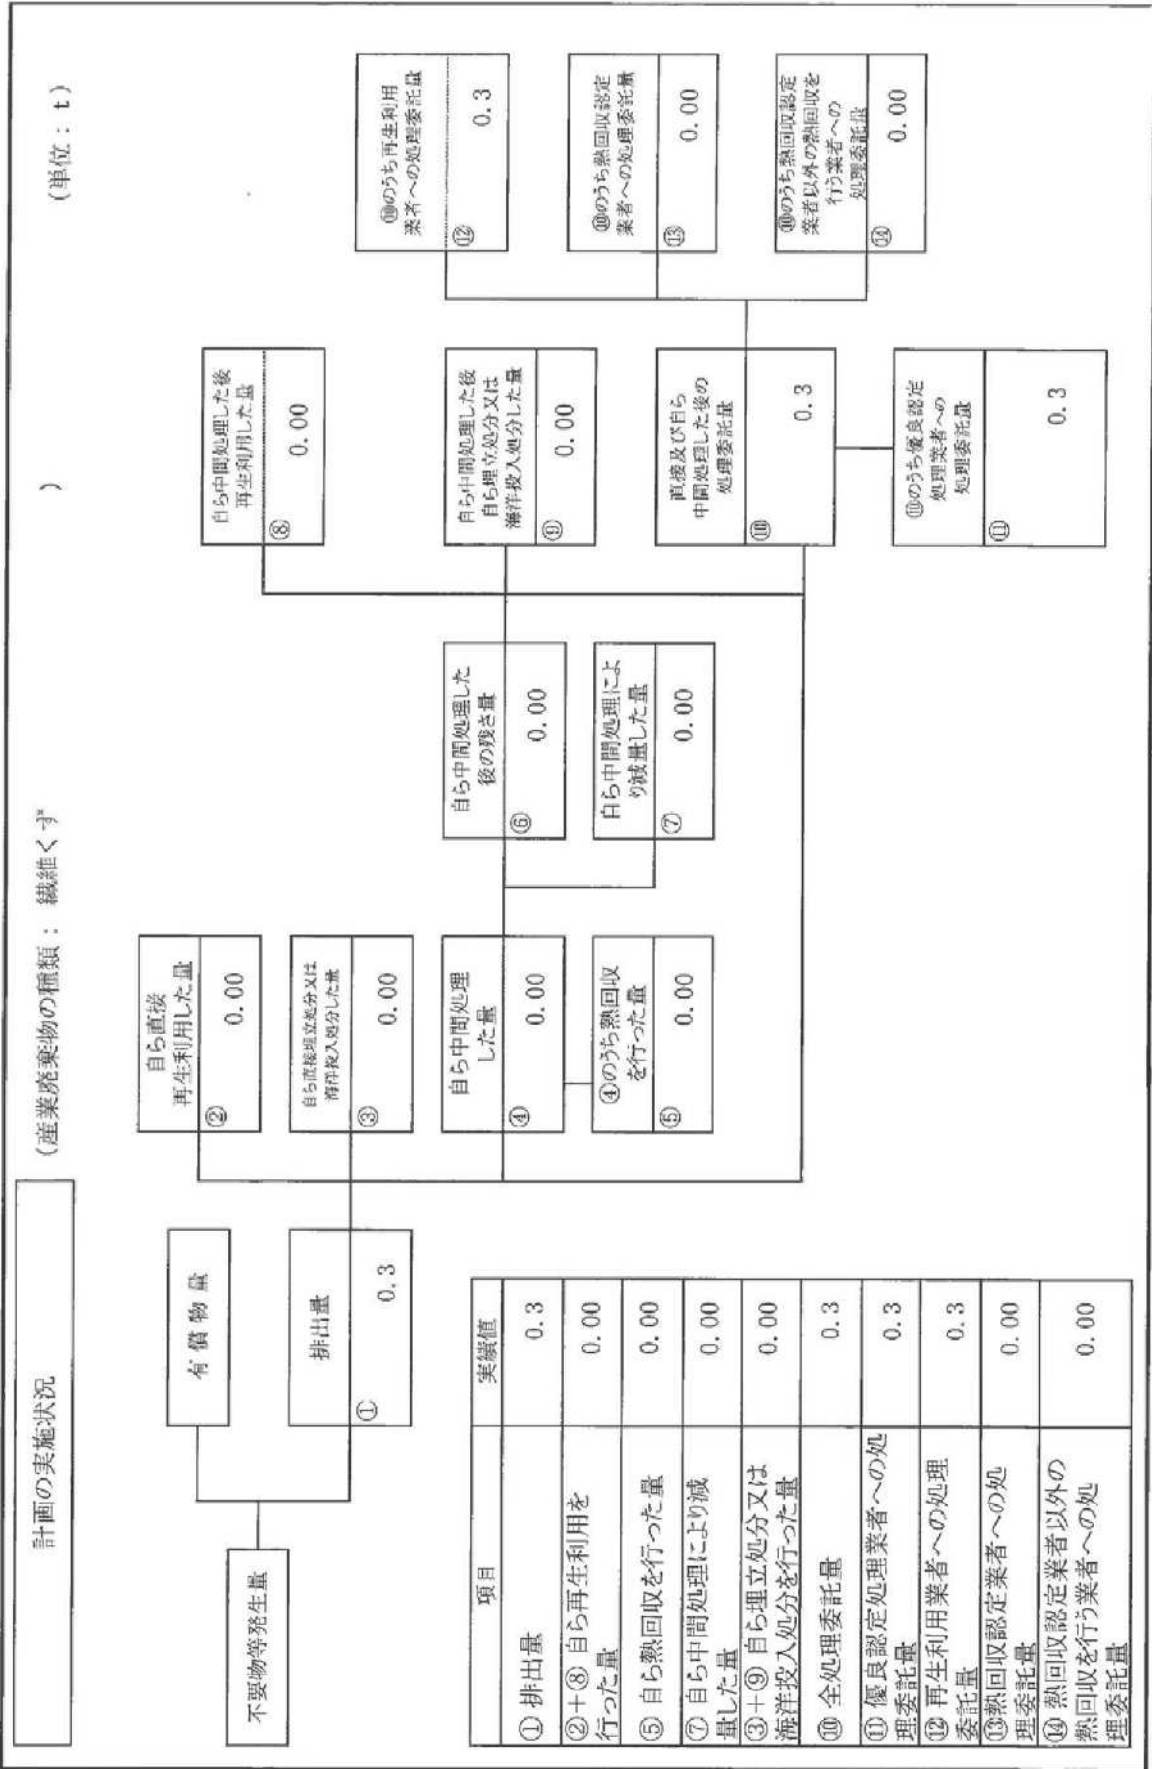 計画の実施状況
(産業廃棄物の種類： 繊維くず
)
(単位：t)
不要物等発生量
有 償 物 量
排出量
① 0.3
自ら直接
再生利用した量
② 0.00
自ら直接埋立処分又は
海洋投入処分した量
③ 0.00
自ら中間処理
した量
④ 0.00
④のうち熱回収
を行った量
⑤ 0.00
自ら中間処理した
後の残さ量
⑥ 0.00
自ら中間処理によ
り減量した量
⑦ 0.00
自ら中間処理した後
再生利用した量
⑧ 0.00
自ら中間処理した後
自ら埋立処分又は
海洋投入処分した量
⑨ 0.00
直接及び自ら
中間処理した後の
処理委託量
⑩ 0.3
⑩のうち優良認定
処理業者への
処理委託量
⑪ 0.3
⑩のうち再生利用
業者への処理委託量
⑫ 0.3
⑩のうち熱回収認定
業者への処理委託量
⑬ 0.00
⑩のうち熱回収認定
業者以外の熱回収を
行う業者への
処理委託量
⑭ 0.00
項目 実績値
① 排出量 0.3
②＋⑧ 自ら再生利用を
行った量 0.00
⑤ 自ら熱回収を行った量 0.00
⑦ 自ら中間処理により減
量した量 0.00
③＋⑨ 自ら埋立処分又は
海洋投入処分を行った量 0.00
⑩ 全処理委託量 0.3
⑪ 優良認定処理業者への処
理委託量 0.3
⑫ 再生利用業者への処理
委託量 0.3
⑬熱回収認定業者への処
理委託量 0.00
⑭ 熱回収認定業者以外の
熱回収を行う業者への処
理委託量 0.00